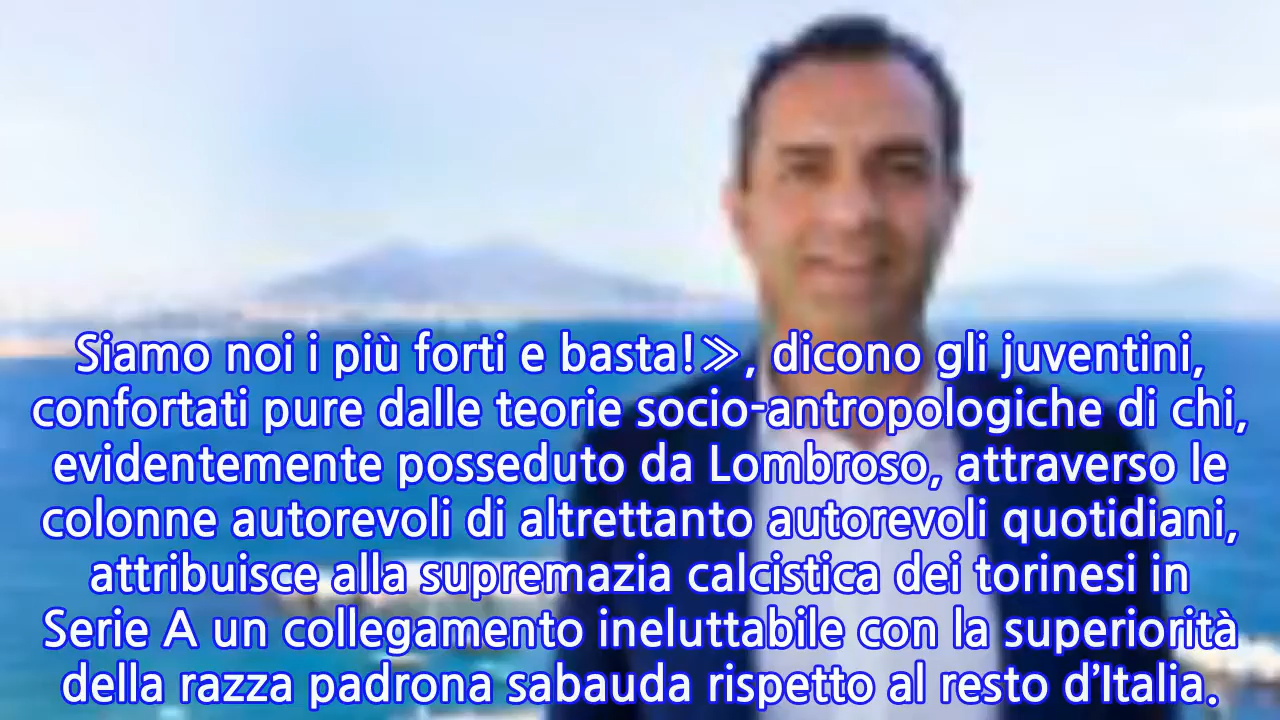 Siamo noi i più forti e basta!≫, dicono gli juventini,
confortati pure dalle teorie socio-antropologiche di chi,
evidentemente posseduto da Lombroso, attraverso le
colonne autorevoli di altrettanto autorevoli quotidiani,
attribuisce alla supremazia calcistica dei torinesi in
Serie A un collegamento ineluttabile con la superiorità
della razza padrona sabauda rispetto al resto d’Italia.